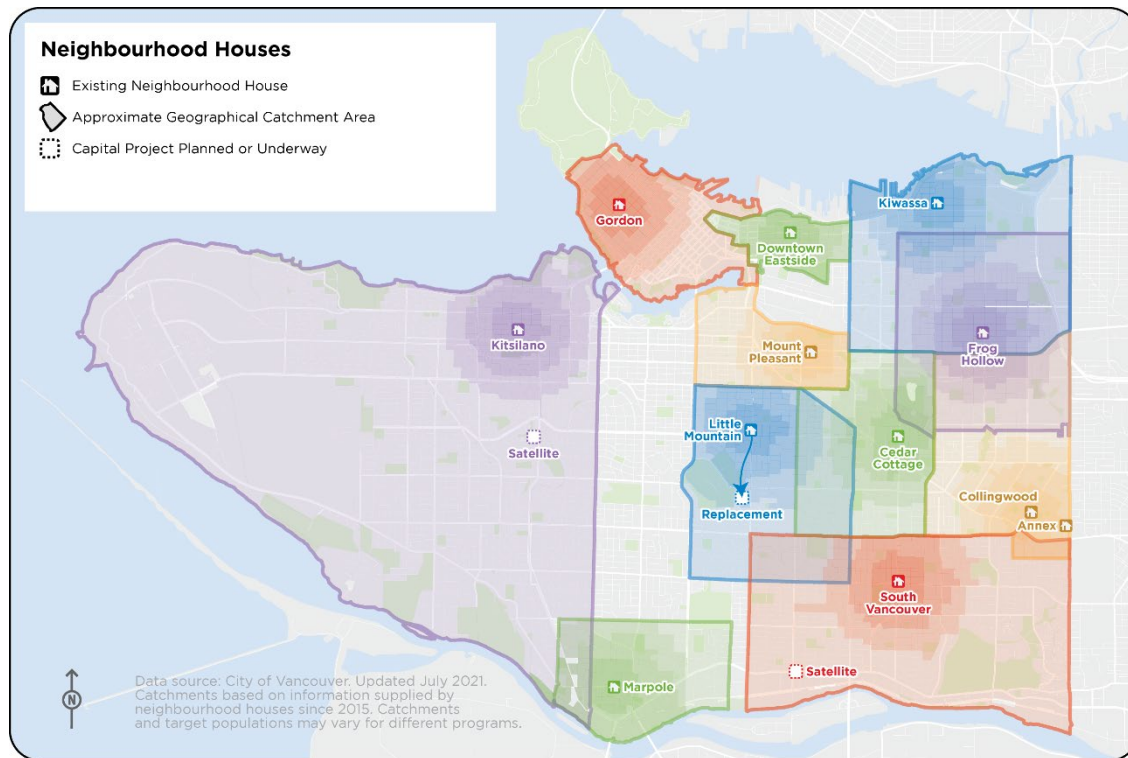 Neighbourhood Houses
Existing Neighbourhood House
Approximate Geographical Catchment Area
Capital Project Planned or Underway
Gordon
Kiwassa
Downtown
Eastside
Kitsilano
Mount
Pleasant
Frog
Hollow
Little
Mountain
Satellite
Cedar
Cottage
Collingwood
Annex
Replacement
South
Vancouver
Satellite
Marpole
N
Data source: City of Vancouver. Updated July 2021.
Catchments based on information supplied by
neighbourhood houses since 2015. Catchments
and target populations may vary for different programs.